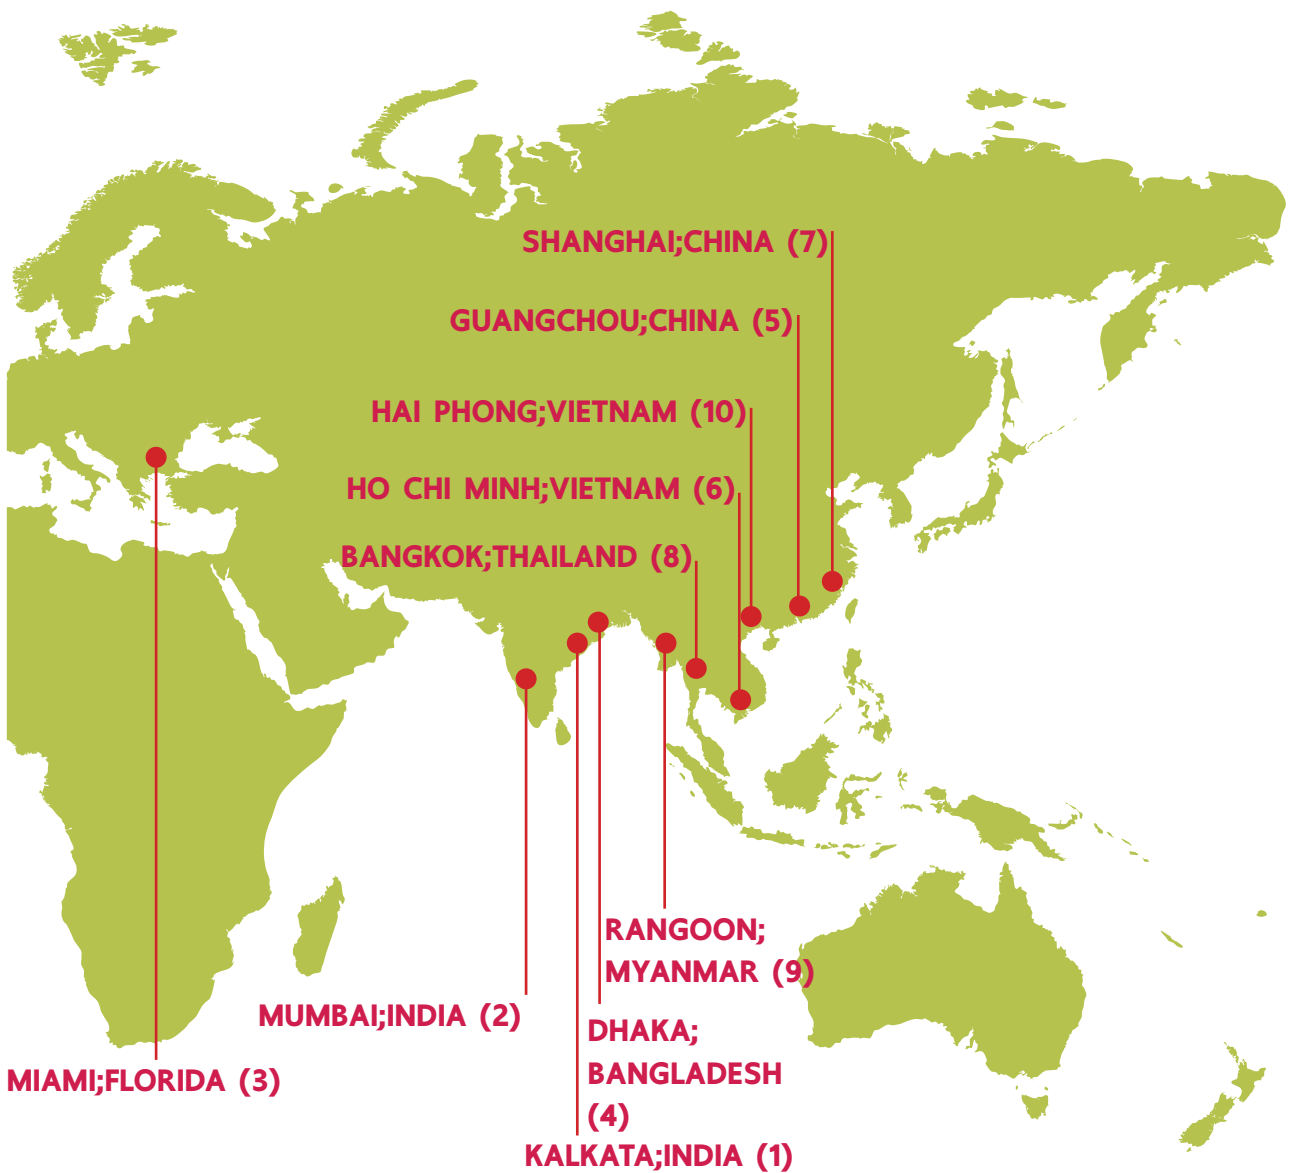 SHANGHAI;CHINA (7)
GUANGCHOU;CHINA (5)
HAI PHONG;VIETNAM (10)
HO CHI MINH;VIETNAM (6)
BANGKOK;THAILAND (8)
RANGOON;
MYANMAR (9)
MUMBAI;INDIA (2)
DHAKA;
BANGLADESH
(4)
MIAMI;FLORIDA (3)
KALKATA;INDIA (1)